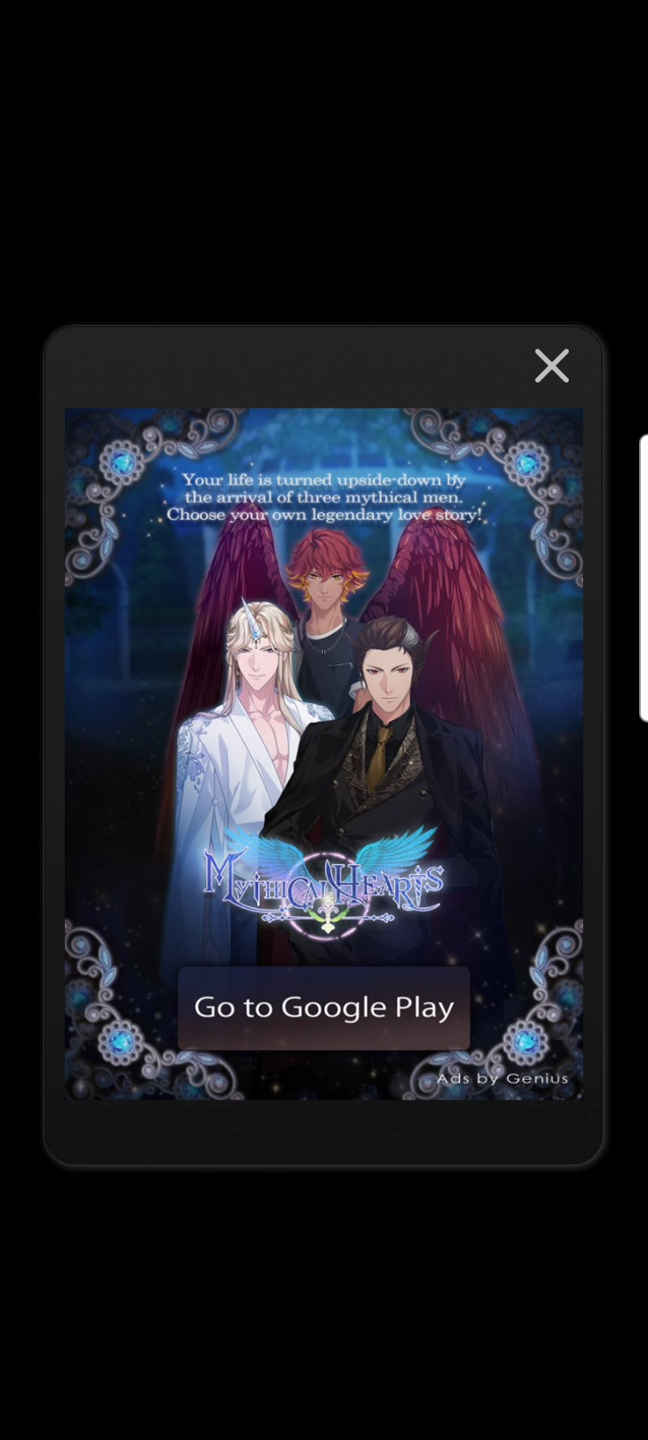 Your life is turned upside-down by
the arrival of three mythical men.
Choose your own legendary love story!
Mythical Hearts
Go to Google Play
Ads by Genius